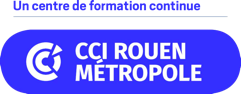 Un centre de formation continue
CCI ROUEN
MÉTROPOLE